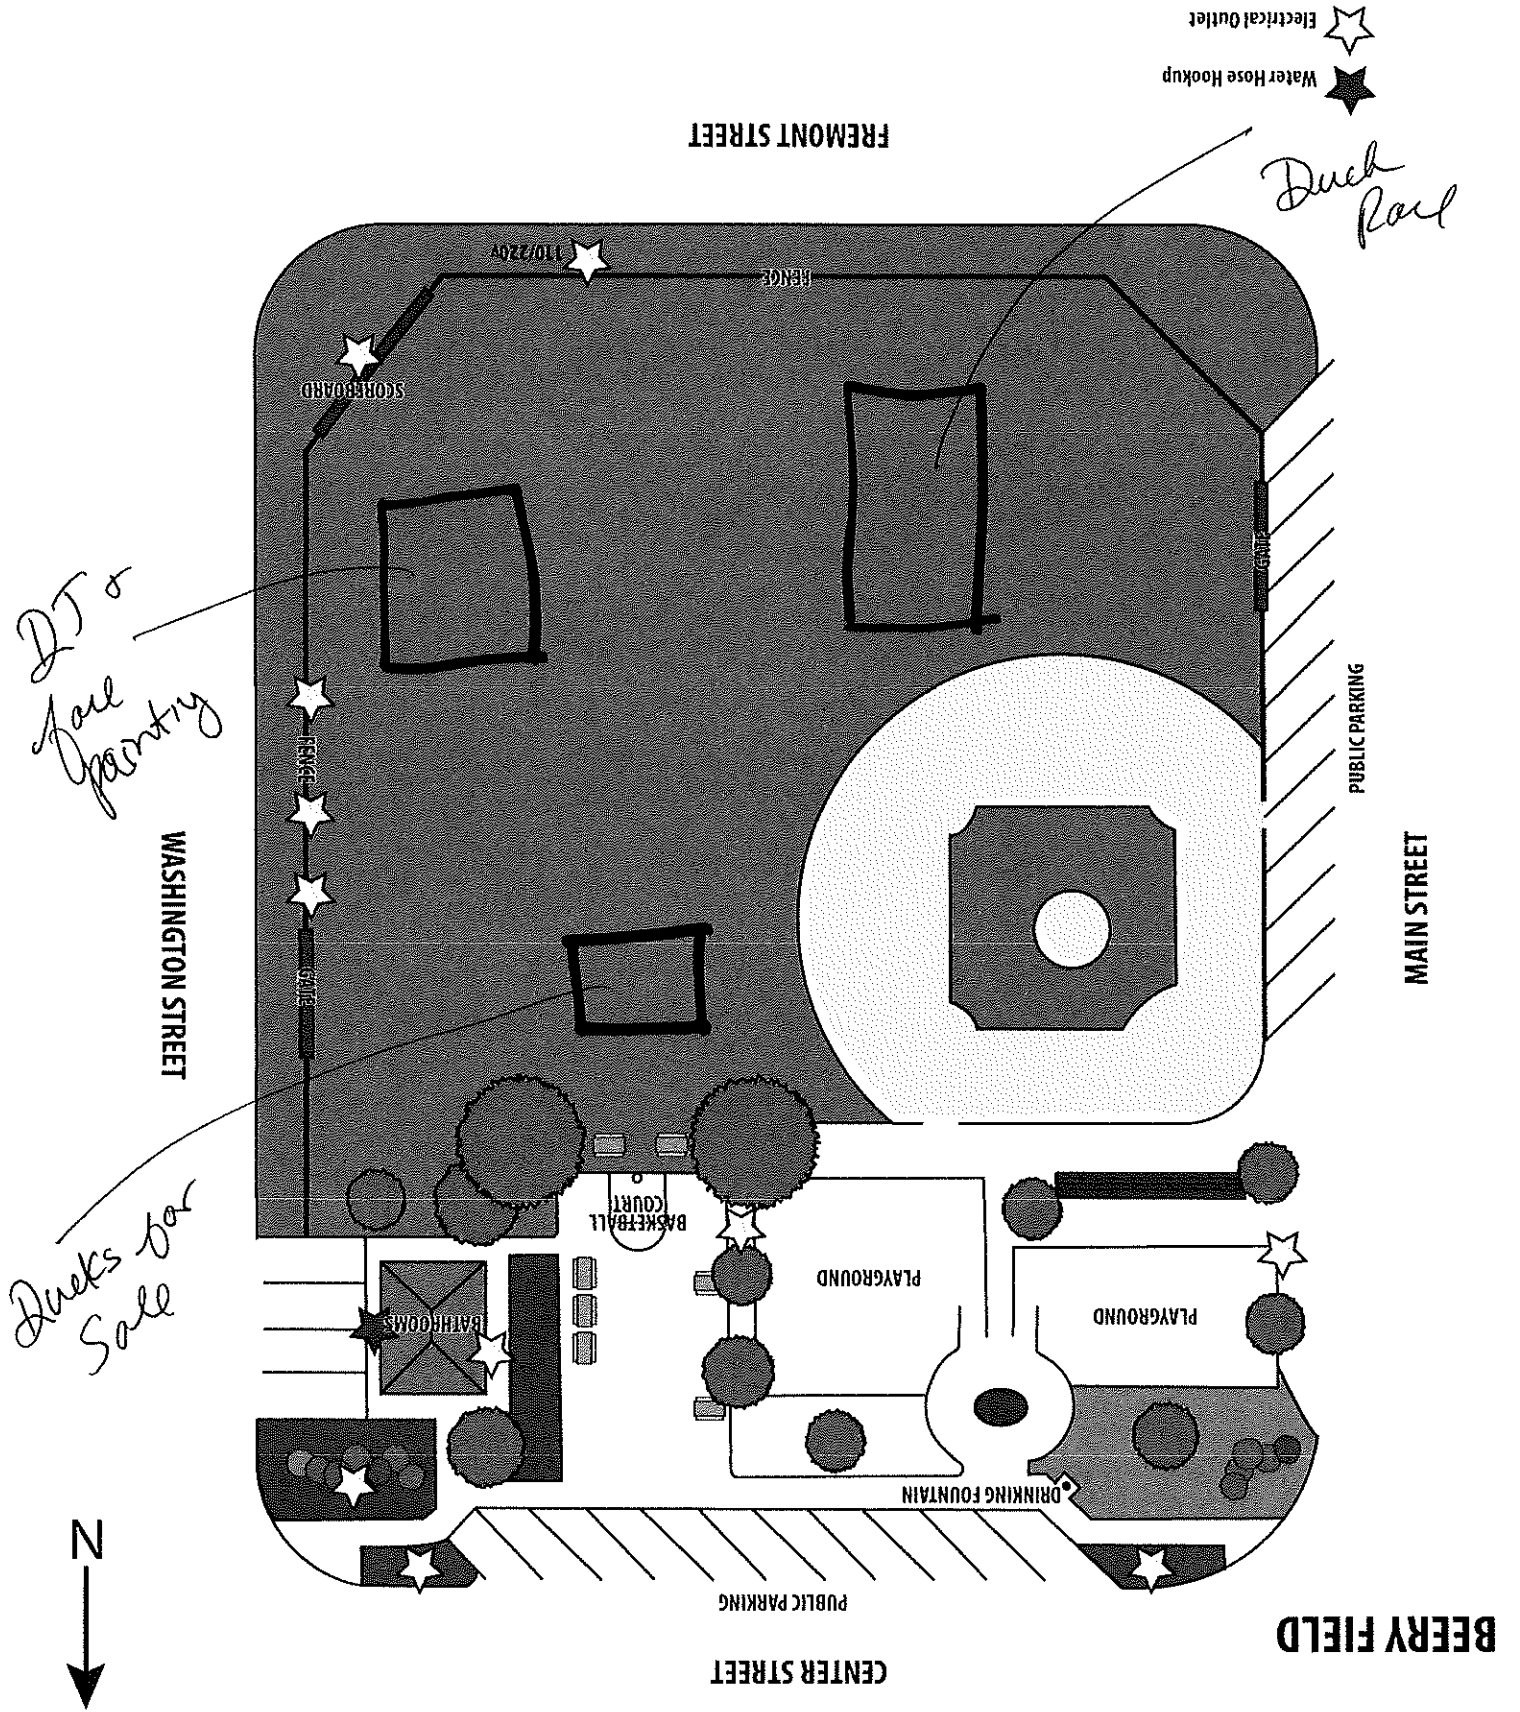 Electrical Outlet
Water Hose Hookup
FREMONT STREET
Duck
Race
110/220v
FENCE
SCOREBOARD
GATE
DJ &
face
painting
FENCE
PUBLIC PARKING
WASHINGTON STREET
MAIN STREET
GATE
Ducks for
Sale
BASKETBALL
COURT
PLAYGROUND
PLAYGROUND
BATHROOMS
DRINKING FOUNTAIN
N
PUBLIC PARKING
BEERY FIELD
CENTER STREET